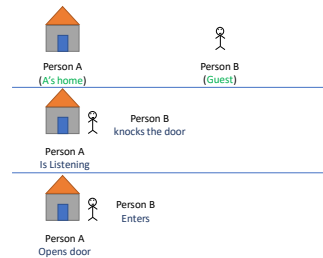 Person A
(A's home)
Person B
(Guest)
Person B
knocks the door
Person A
Is Listening
Person B
Enters
Person A
Opens door